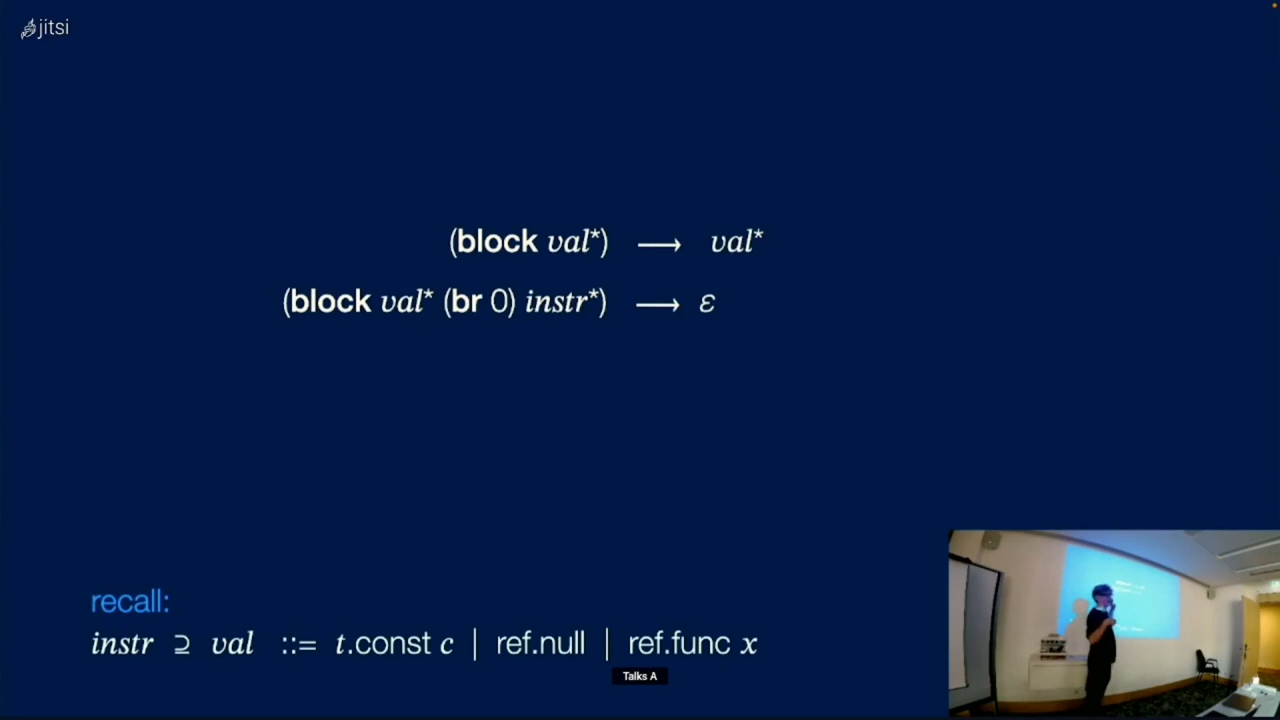 jitsi
(block val*) ⟶ val*
(block val* (br 0) instr*) ⟶ ε
recall:
instr ⊇ val ::= t.const c | ref.null | ref.func x
Talks A